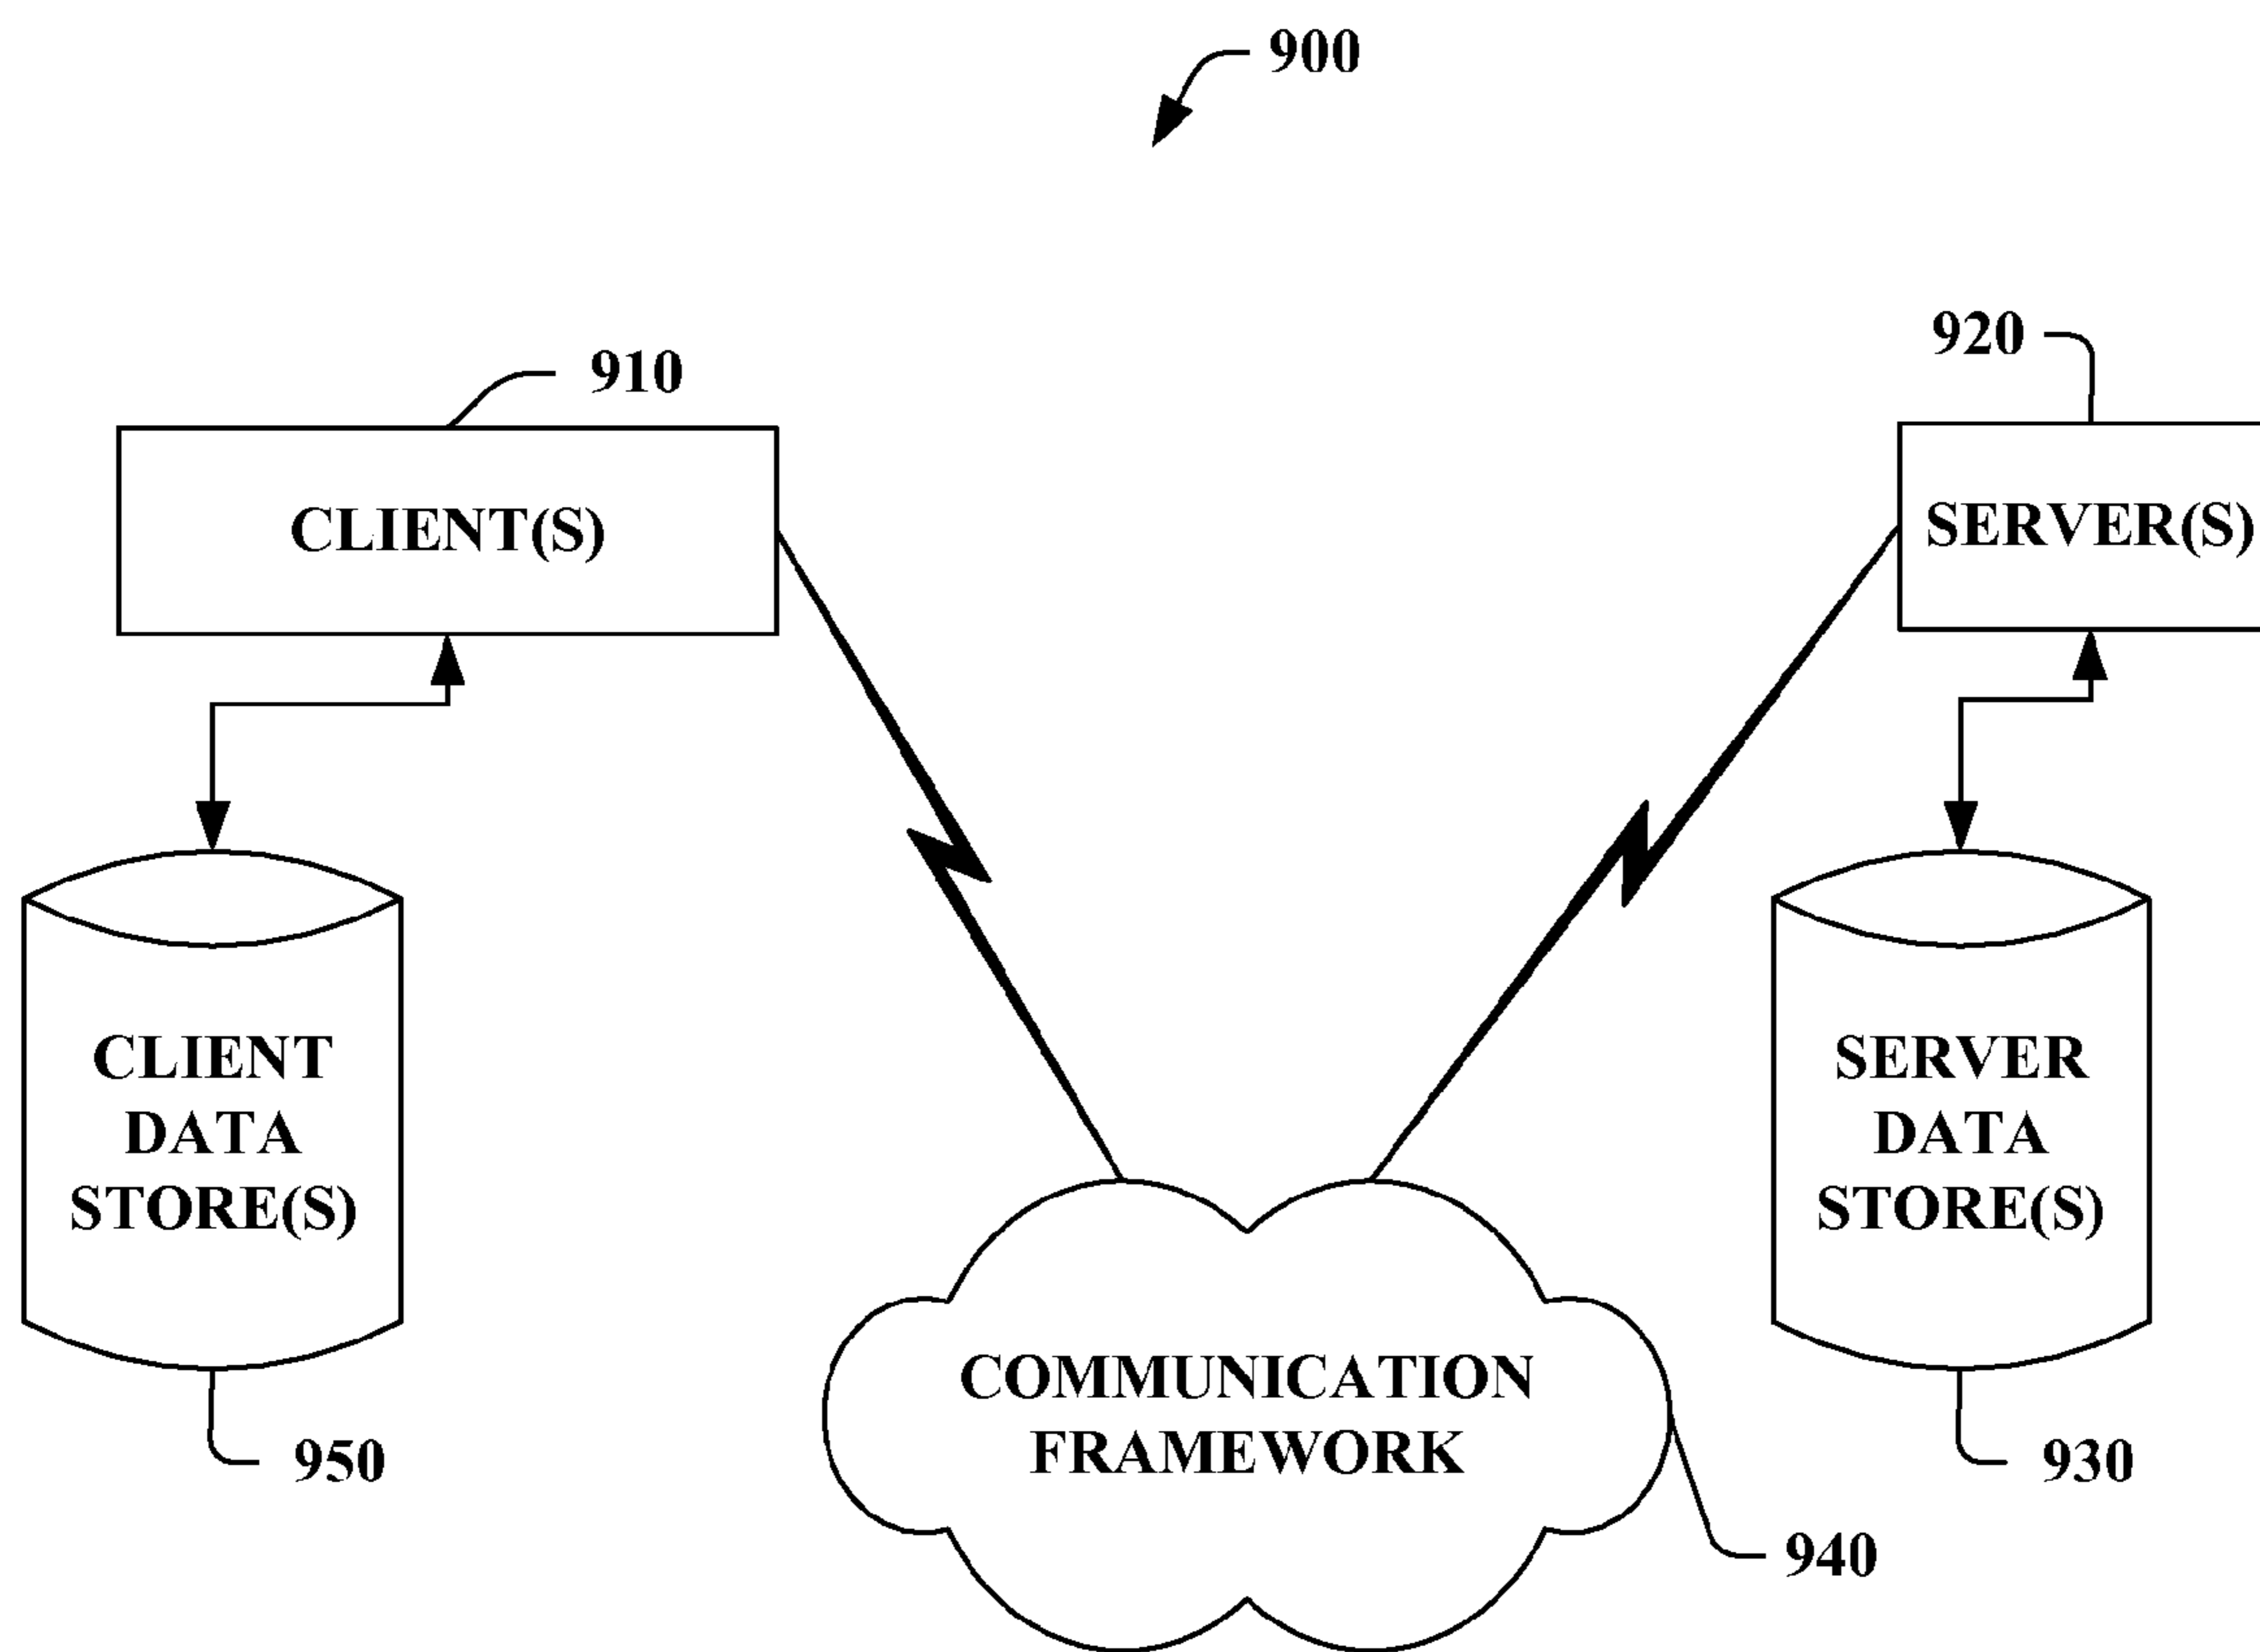 900
920
910
CLIENT(S)
SERVER(S)
CLIENT
DATA
STORE(S)
SERVER
DATA
STORE(S)
COMMUNICATION
FRAMEWORK
950
930
940